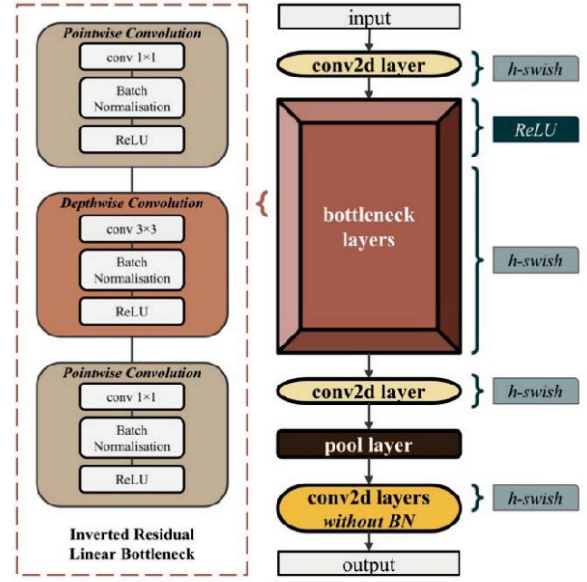 Pointwise Convolution
conv 1×1
Batch
Normalisation
ReLU
Depthwise Convolution
conv 3×3
Batch
Normalisation
ReLU
Pointwise Convolution
conv 1×1
Batch
Normalisation
ReLU
Inverted Residual
Linear Bottleneck
input
conv2d layer
h-swish
ReLU
bottleneck
layers
h-swish
conv2d layer
h-swish
pool layer
conv2d layers
without BN
h-swish
output